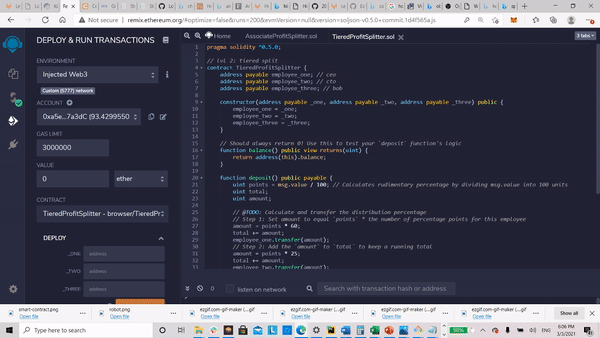 Not secure | remix.ethereum.org/#optimize=false&runs=200&evmVersion=null&version=soljson-v0.5.0+commit.1d4f565a.js
DEPLOY & RUN TRANSACTIONS
Home
AssociateProfitSplitter.sol
TieredProfitSplitter.sol
3 tabs
ENVIRONMENT
Injected Web3
Custom (5777) network
ACCOUNT
0xa5e...7a3dC (93.4299550
GAS LIMIT
3000000
VALUE
0
ether
CONTRACT
TieredProfitSplitter - browser/TieredPr
DEPLOY
_ONE: address
_TWO: address
_THREE: address
1 pragma solidity ^0.5.0;
2
3 // lvl 2: tiered split
4 contract TieredProfitSplitter {
5 address payable employee_one; // ceo
6 address payable employee_two; // cto
7 address payable employee_three; // bob
8
9 constructor(address payable _one, address payable _two, address payable _three) public {
10 employee_one = _one;
11 employee_two = _two;
12 employee_three = _three;
13 }
14
15 // Should always return 0! Use this to test your `deposit` function's logic
16 function balance() public view returns(uint) {
17 return address(this).balance;
18 }
19
20 function deposit() public payable {
21 uint points = msg.value / 100; // Calculates rudimentary percentage by dividing msg.value into 100 units
22 uint total;
23 uint amount;
24
25 // @TODO: Calculate and transfer the distribution percentage
26 // Step 1: Set amount to equal `points` * the number of percentage points for this employee
27 amount = points * 60;
28 total += amount;
29 employee_one.transfer(amount);
30 // Step 2: Add the `amount` to `total` to keep a running total
31 amount = points * 25;
32 total += amount;
33 employee_two.transfer(amount);
0
listen on network
Search with transaction hash or address
smart-contract.png
Open file
robot.png
Open file
ezgif.com-gif-maker (...gif
Open file
ezgif.com-gif-maker (...gif
Open file
ezgif.com-gif-maker (...gif
Open file
ezgif.com-gif-maker (...gif
Open file
Show all
Type here to search
50%
ENG
6:06 PM
3/3/2021